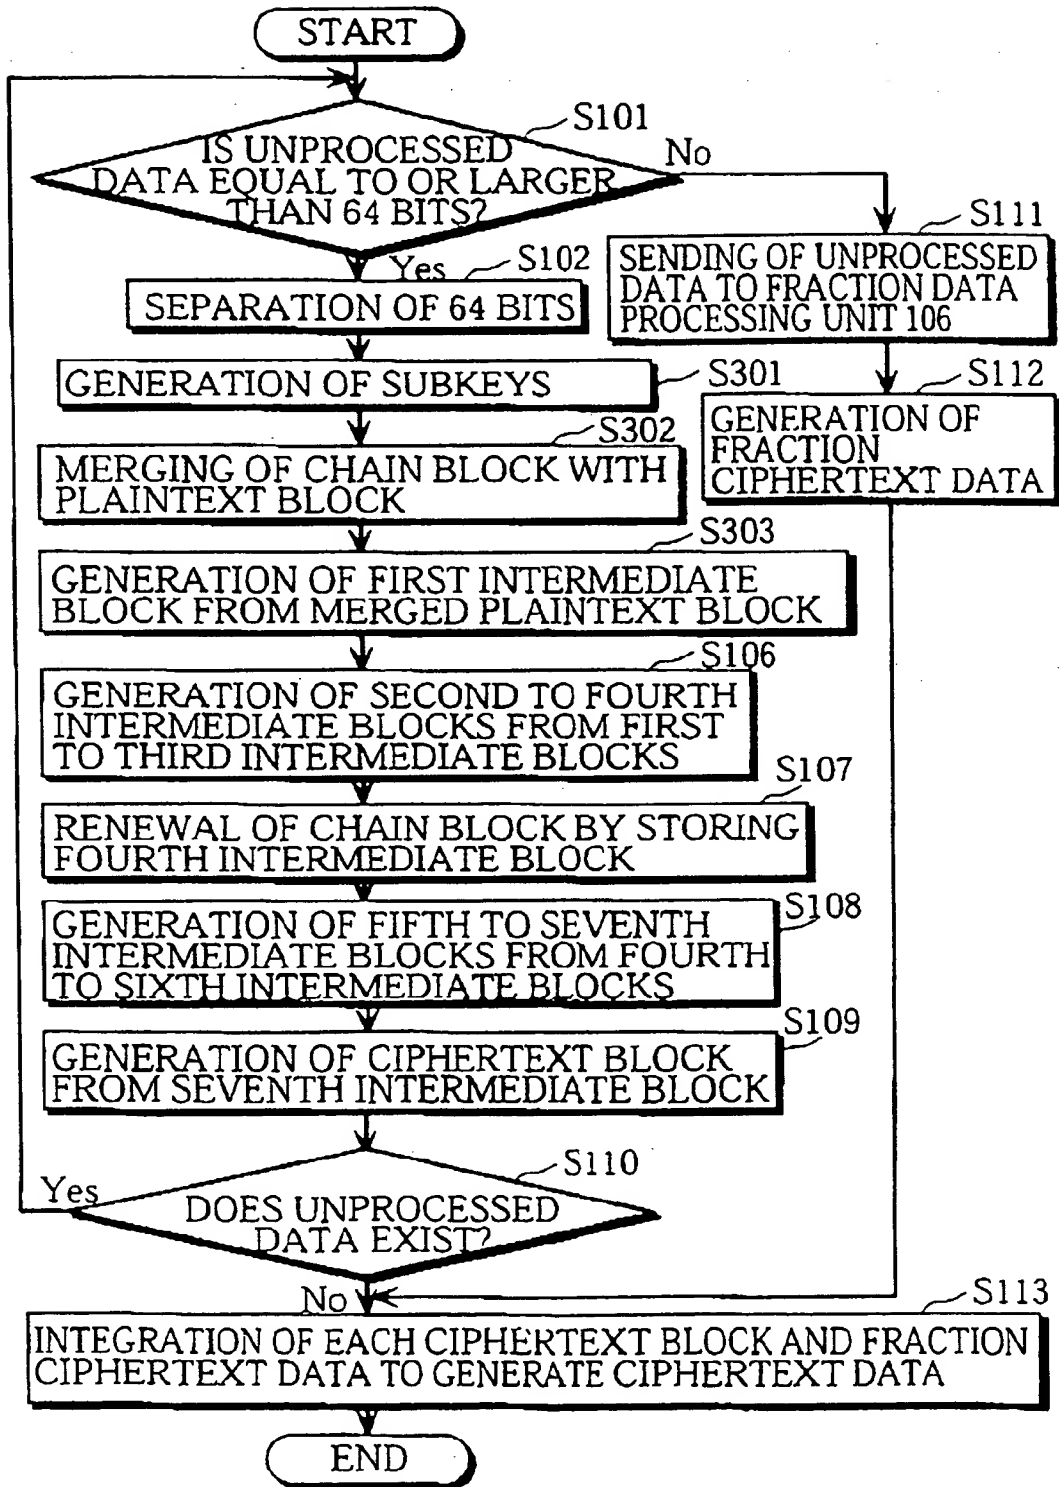 START
S101
IS UNPROCESSED
DATA EQUAL TO OR LARGER
THAN 64 BITS?
No
Yes
S102
SEPARATION OF 64 BITS
S111
SENDING OF UNPROCESSED
DATA TO FRACTION DATA
PROCESSING UNIT 106
S301
GENERATION OF SUBKEYS
S112
GENERATION OF
FRACTION
CIPHERTEXT DATA
S302
MERGING OF CHAIN BLOCK WITH
PLAINTEXT BLOCK
S303
GENERATION OF FIRST INTERMEDIATE
BLOCK FROM MERGED PLAINTEXT BLOCK
S106
GENERATION OF SECOND TO FOURTH
INTERMEDIATE BLOCKS FROM FIRST
TO THIRD INTERMEDIATE BLOCKS
S107
RENEWAL OF CHAIN BLOCK BY STORING
FOURTH INTERMEDIATE BLOCK
S108
GENERATION OF FIFTH TO SEVENTH
INTERMEDIATE BLOCKS FROM FOURTH
TO SIXTH INTERMEDIATE BLOCKS
S109
GENERATION OF CIPHERTEXT BLOCK
FROM SEVENTH INTERMEDIATE BLOCK
S110
Yes
DOES UNPROCESSED
DATA EXIST?
No
S113
INTEGRATION OF EACH CIPHERTEXT BLOCK AND FRACTION
CIPHERTEXT DATA TO GENERATE CIPHERTEXT DATA
END